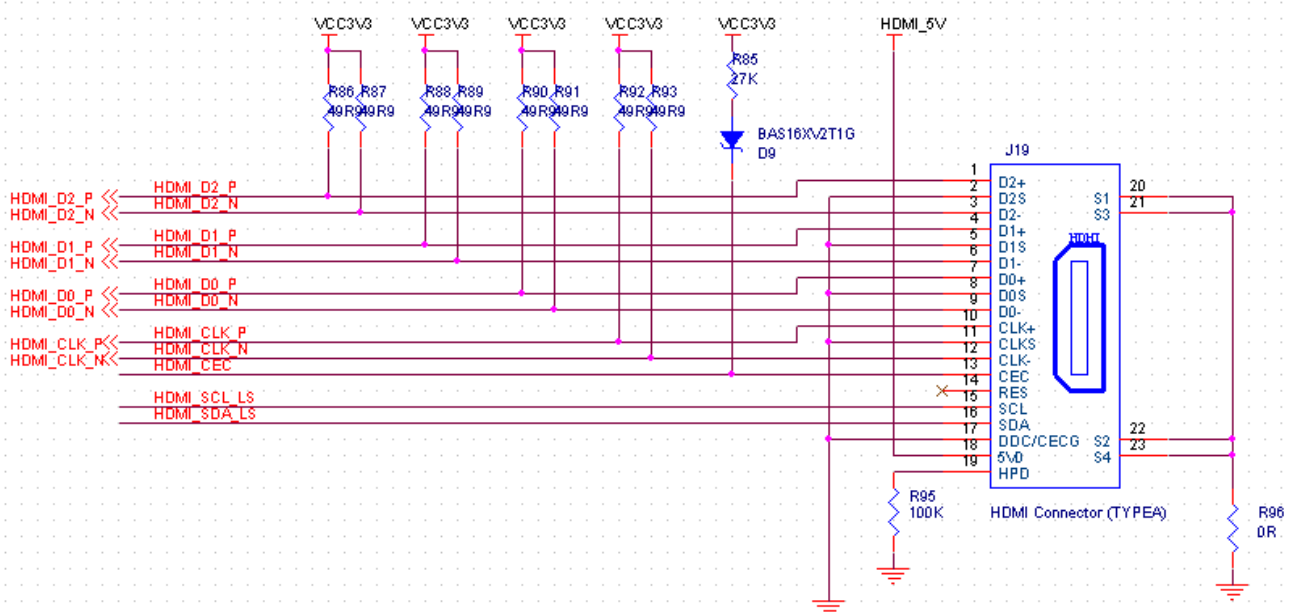 VCC3V3 VCC3V3 VCC3V3 VCC3V3 VCC3V3 HDMI_5V
R85
27K
R86 R87 R88 R89 R90 R91 R92 R93
49R9 49R9 49R9 49R9 49R9 49R9 49R9 49R9
BAS16XV2T1G
D9
J19
HDMI_D2_P HDMI_D2_P
HDMI_D2_N HDMI_D2_N
HDMI_D1_P HDMI_D1_P
HDMI_D1_N HDMI_D1_N
HDMI_D0_P HDMI_D0_P
HDMI_D0_N HDMI_D0_N
HDMI_CLK_P HDMI_CLK_P
HDMI_CLK_N HDMI_CLK_N
HDMI_CEC
HDMI_SCL_LS
HDMI_SDA_LS
1 D2+
2 D2S
3 D2-
4 D1+
5 D1S
6 D1-
7 D0+
8 D0S
9 D0-
10 CLK+
11 CLKS
12 CLK-
13 CEC
14 RES
15 SCL
16 SDA
17 DDC/CECG
18 5V0
19 HPD
HDMI
S1 20
S3 21
S2 22
S4 23
R95
100K
HDMI Connector (TYPEA)
R96
0R